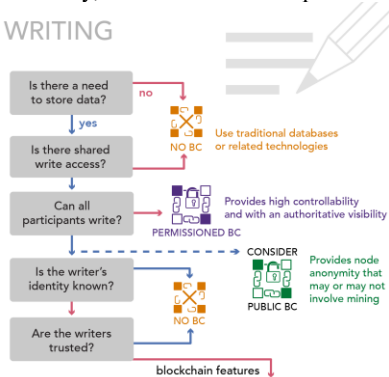 WRITING
Is there a need
to store data?
no
yes
NO BC
Use traditional databases
or related technologies
Is there shared
write access?
Can all
participants write?
PERMISSIONED BC
Provides high controllability
and with an authoritative visibility
CONSIDER
PUBLIC BC
Provides node
anonymity that
may or may not
involve mining
Is the writer's
identity known?
NO BC
Are the writers
trusted?
blockchain features